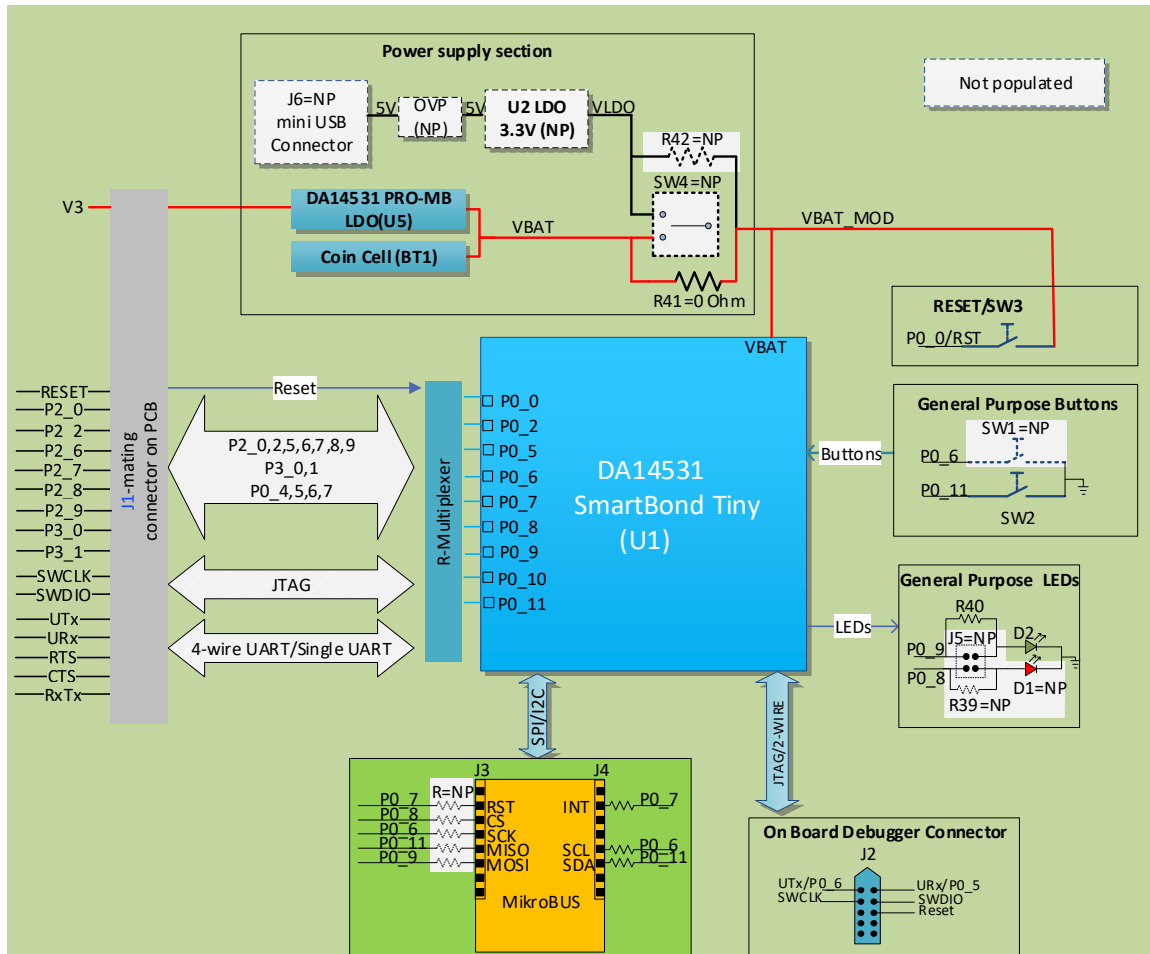 Power supply section
Not populated
J6=NP
mini USB
Connector
5V
OVP
(NP)
5V
U2 LDO
3.3V (NP)
VLDO
R42=NP
SW4=NP
V3
DA14531 PRO-MB
LDO(U5)
Coin Cell (BT1)
VBAT
R41=0 Ohm
VBAT_MOD
RESET/SW3
P0_0/RST
J1-mating
connector on PCB
RESET
P2_0
P2_2
P2_6
P2_7
P2_8
P2_9
P3_0
P3_1
SWCLK
SWDIO
UTx
URx
RTS
CTS
RxTx
Reset
P2_0,2,5,6,7,8,9
P3_0,1
P0_4,5,6,7
JTAG
4-wire UART/Single UART
R-Multiplexer
VBAT
P0_0
P0_2
P0_5
P0_6
P0_7
P0_8
P0_9
P0_10
P0_11
DA14531
SmartBond Tiny
(U1)
Buttons
General Purpose Buttons
SW1=NP
P0_6
P0_11
SW2
LEDs
General Purpose LEDs
R40
J5=NP
D2
P0_9
P0_8
D1=NP
R39=NP
SPI/I2C
JTAG/2-WIRE
J3
J4
R=NP
P0_7
RST
P0_8
CS
P0_6
SCK
P0_11
MISO
P0_9
MOSI
INT
P0_7
SCL
P0_6
SDA
P0_11
MikroBUS
On Board Debugger Connector
J2
UTx/P0_6
URx/P0_5
SWCLK
SWDIO
Reset